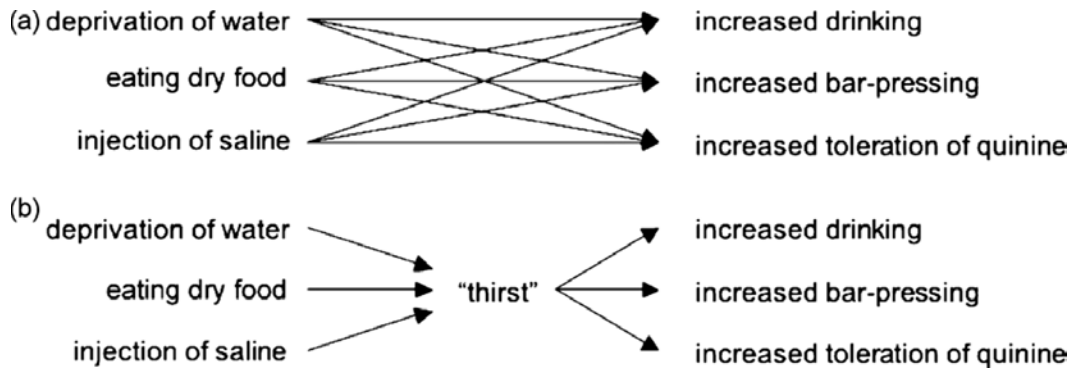 (a) deprivation of water increased drinking
eating dry food increased bar-pressing
injection of saline increased toleration of quinine
(b)
deprivation of water increased drinking
eating dry food "thirst" increased bar-pressing
injection of saline increased toleration of quinine